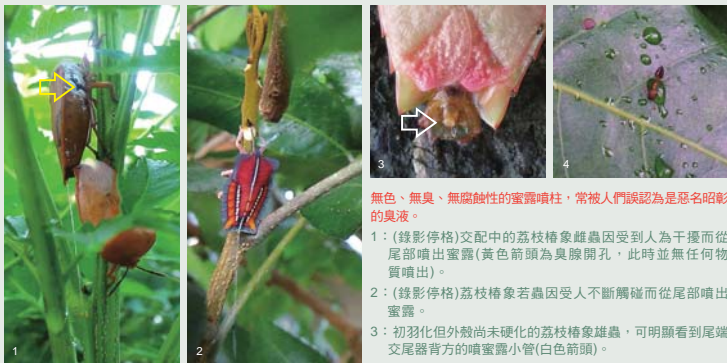 1
2
3
4
無色、無臭、無腐蝕性的蜜露噴柱，常被人們誤認為是惡名昭彰
的臭液。
1：(錄影停格)交配中的荔枝椿象雌蟲因受到人為干擾而從
尾部噴出蜜露(黃色箭頭為臭腺開孔，此時並無任何物
質噴出)。
2：(錄影停格)荔枝椿象若蟲因受人不斷觸碰而從尾部噴出
蜜露。
3：初羽化但外殼尚未硬化的荔枝椿象雄蟲，可明顯看到尾端
交尾器背方的噴蜜露小管(白色箭頭)。